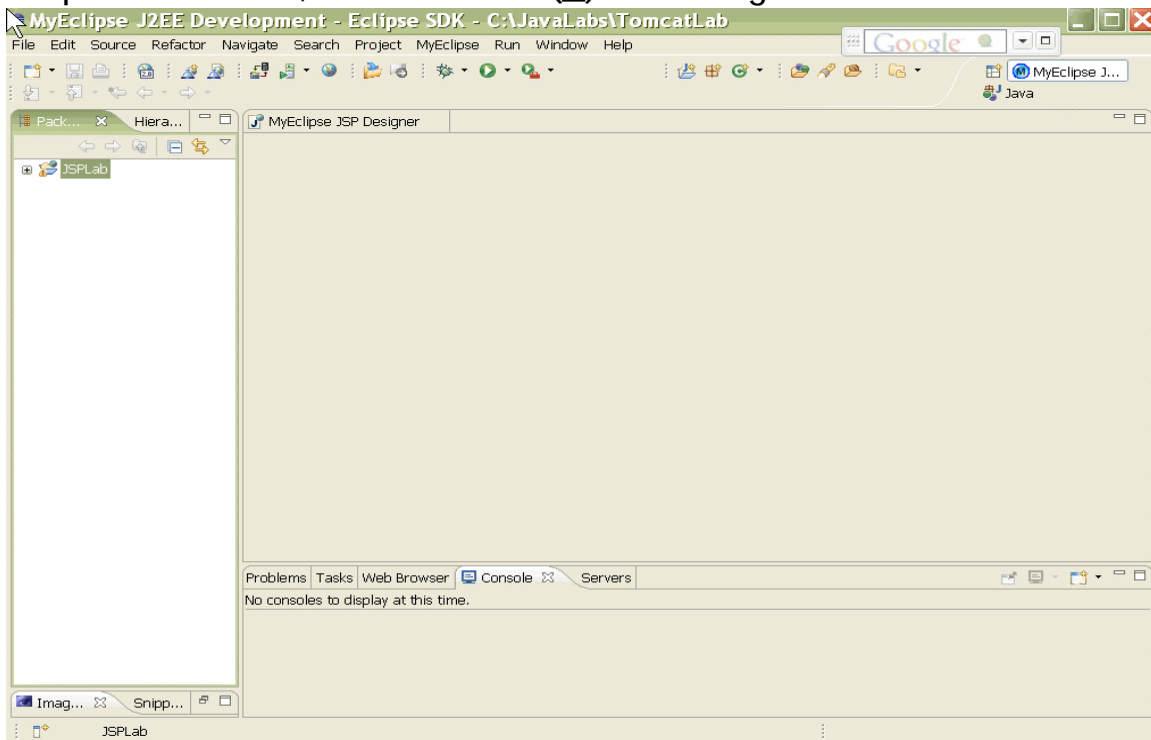 MyEclipse J2EE Development - Eclipse SDK - C:\JavaLabs\TomcatLab
File Edit Source Refactor Navigate Search Project MyEclipse Run Window Help
Google
MyEclipse J...
Java
Pack... Hiera... MyEclipse JSP Designer
JSPLab
Problems Tasks Web Browser Console Servers
No consoles to display at this time.
Imag... Snipp...
JSPLab